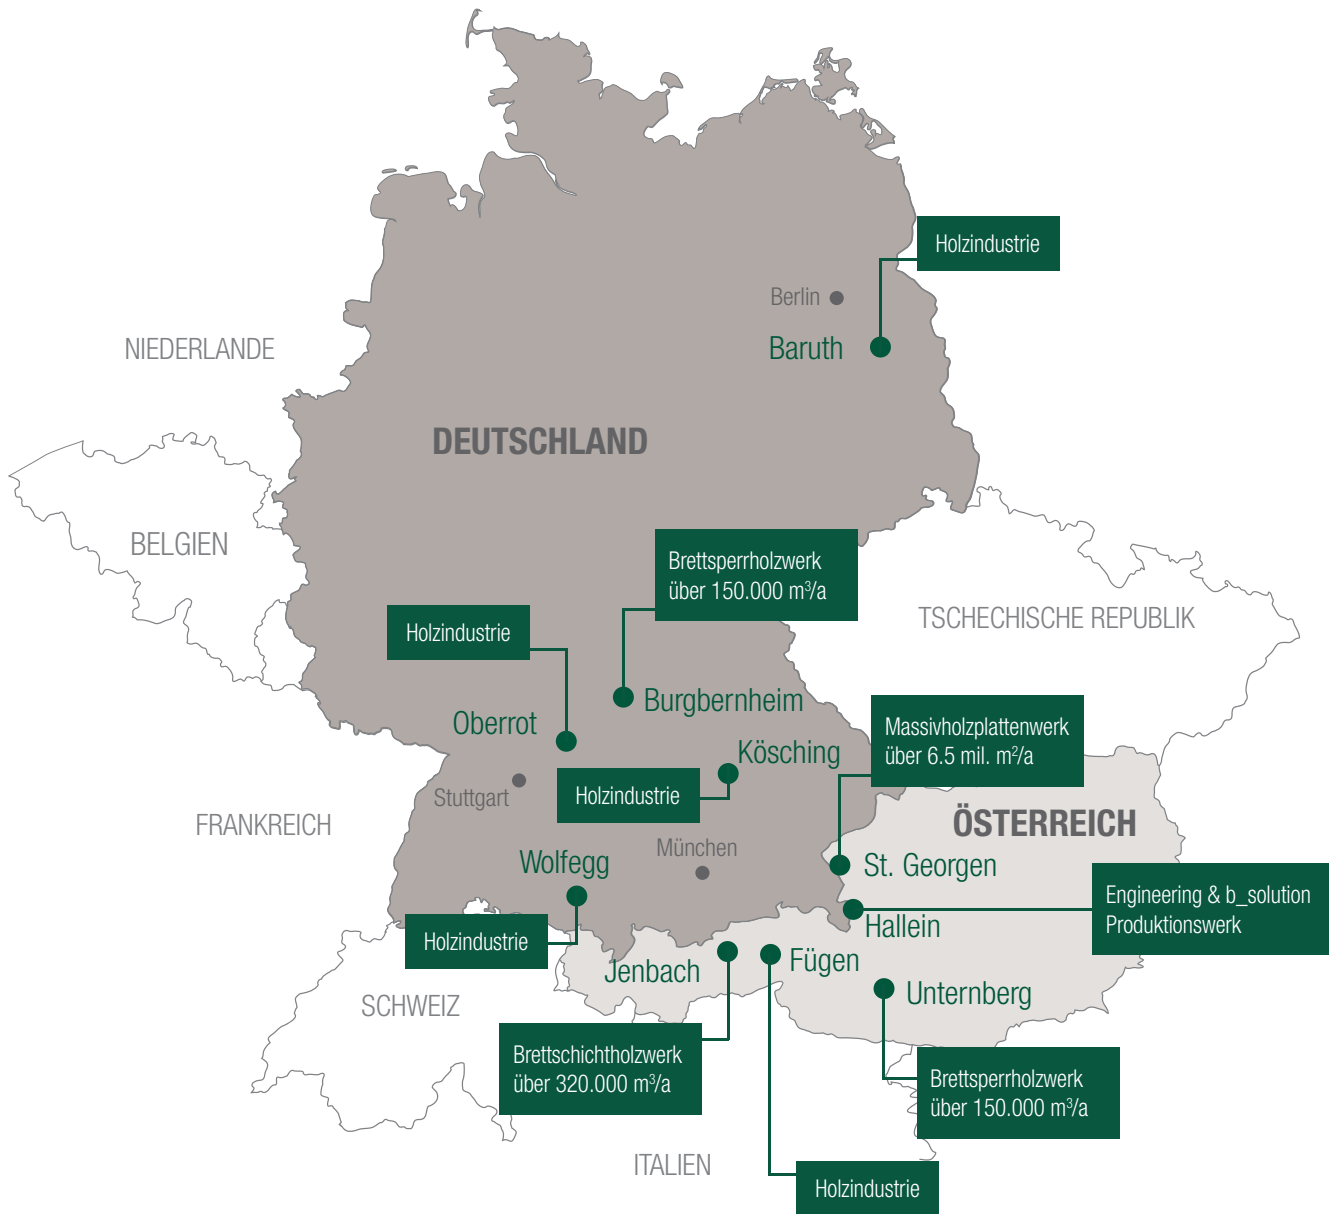 Holzindustrie
Berlin
Baruth
NIEDERLANDE
DEUTSCHLAND
BELGIEN
Brettsperrholzwerk
über 150.000 m³/a
Holzindustrie
TSCHECHISCHE REPUBLIK
Burgbernheim
Oberrot
Massivholzplattenwerk
über 6.5 mil. m²/a
Kösching
Holzindustrie
Stuttgart
FRANKREICH
ÖSTERREICH
München
Wolfegg
St. Georgen
Engineering & b_solution
Produktionswerk
Hallein
Holzindustrie
Jenbach
Fügen
Unternberg
SCHWEIZ
Brettschichtholzwerk
über 320.000 m³/a
Brettsperrholzwerk
über 150.000 m³/a
ITALIEN
Holzindustrie